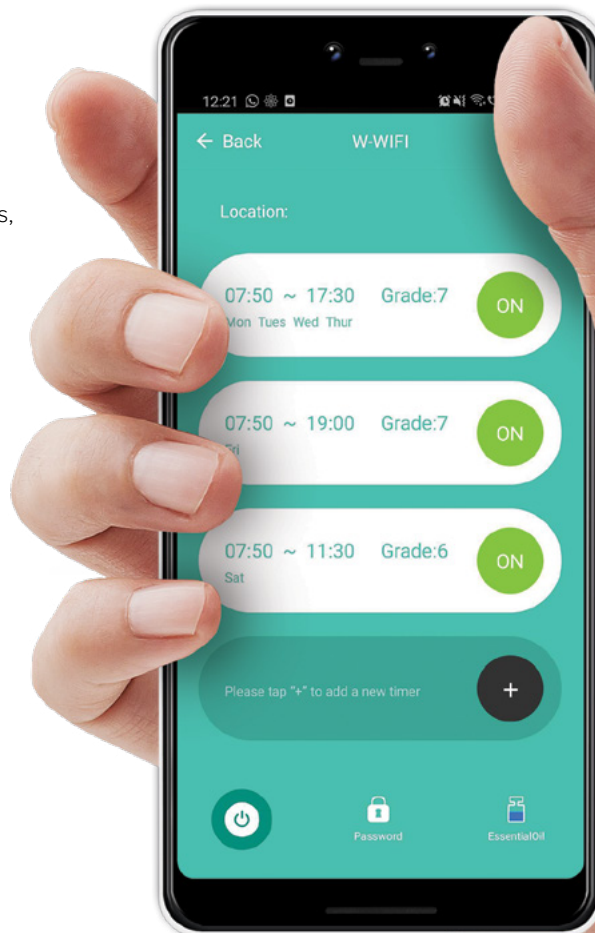 s,
12:21
← Back W-WIFI
Location:
07:50 ~ 17:30 Grade:7 ON
Mon Tues Wed Thur
07:50 ~ 19:00 Grade:7 ON
Fri
07:50 ~ 11:30 Grade:6 ON
Sat
Please tap "+" to add a new timer +
Password EssentialOil